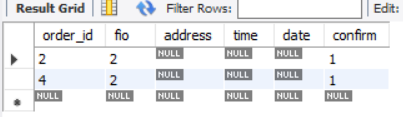 Result Grid Filter Rows: Edit:
order_id fio address time date confirm
2 2 NULL NULL NULL 1
4 2 NULL NULL NULL 1
NULL NULL NULL NULL NULL NULL